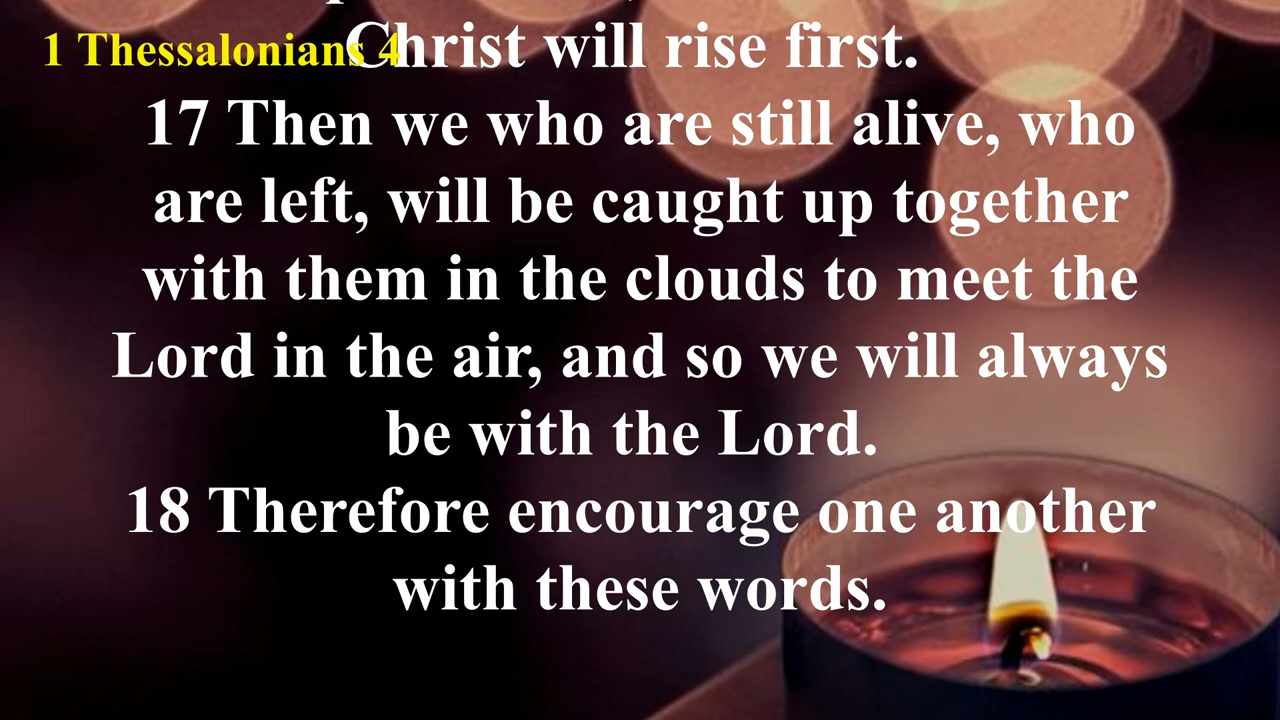 1 Thessalonians 4
Christ will rise first.
17 Then we who are still alive, who
are left, will be caught up together
with them in the clouds to meet the
Lord in the air, and so we will always
be with the Lord.
18 Therefore encourage one another
with these words.